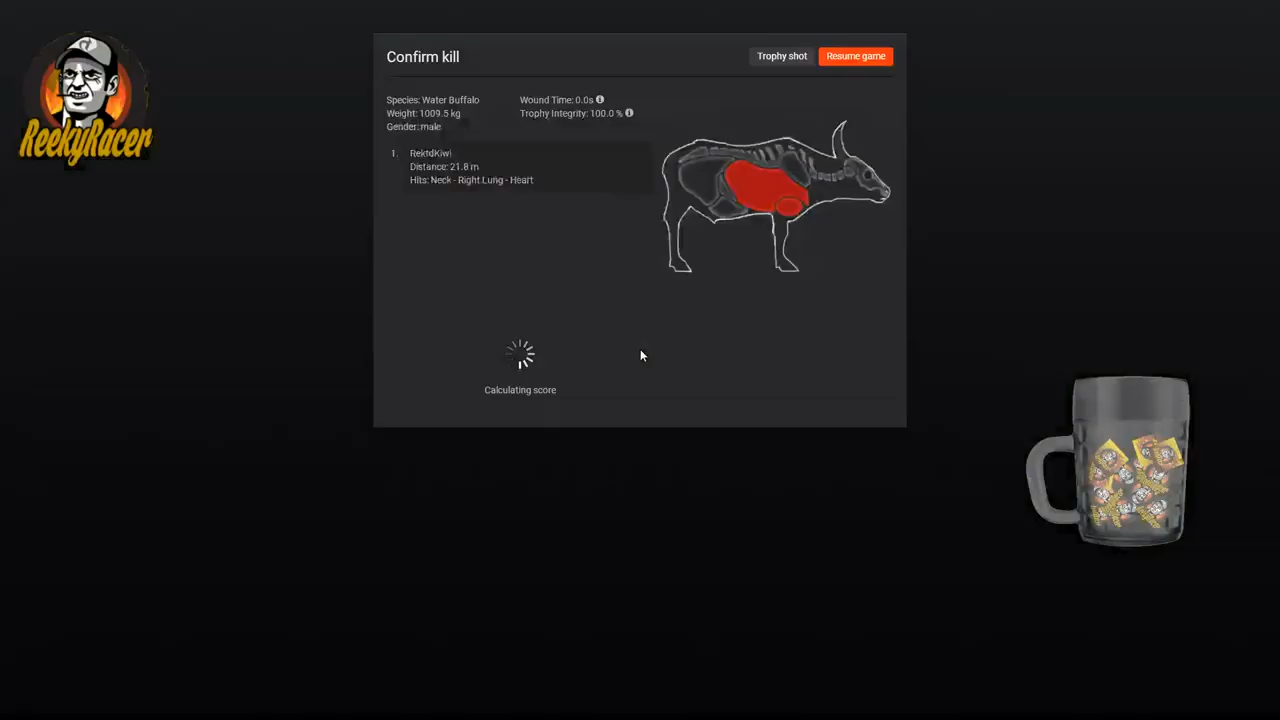 ReekyRacer
Confirm kill
Trophy shot
Resume game
Species: Water Buffalo
Wound Time: 0.0s
Weight: 1009.5 kg
Trophy Integrity: 100.0 %
Gender: male
1. RektdKiwi
Distance: 21.8 m
Hits: Neck - Right Lung - Heart
Calculating score